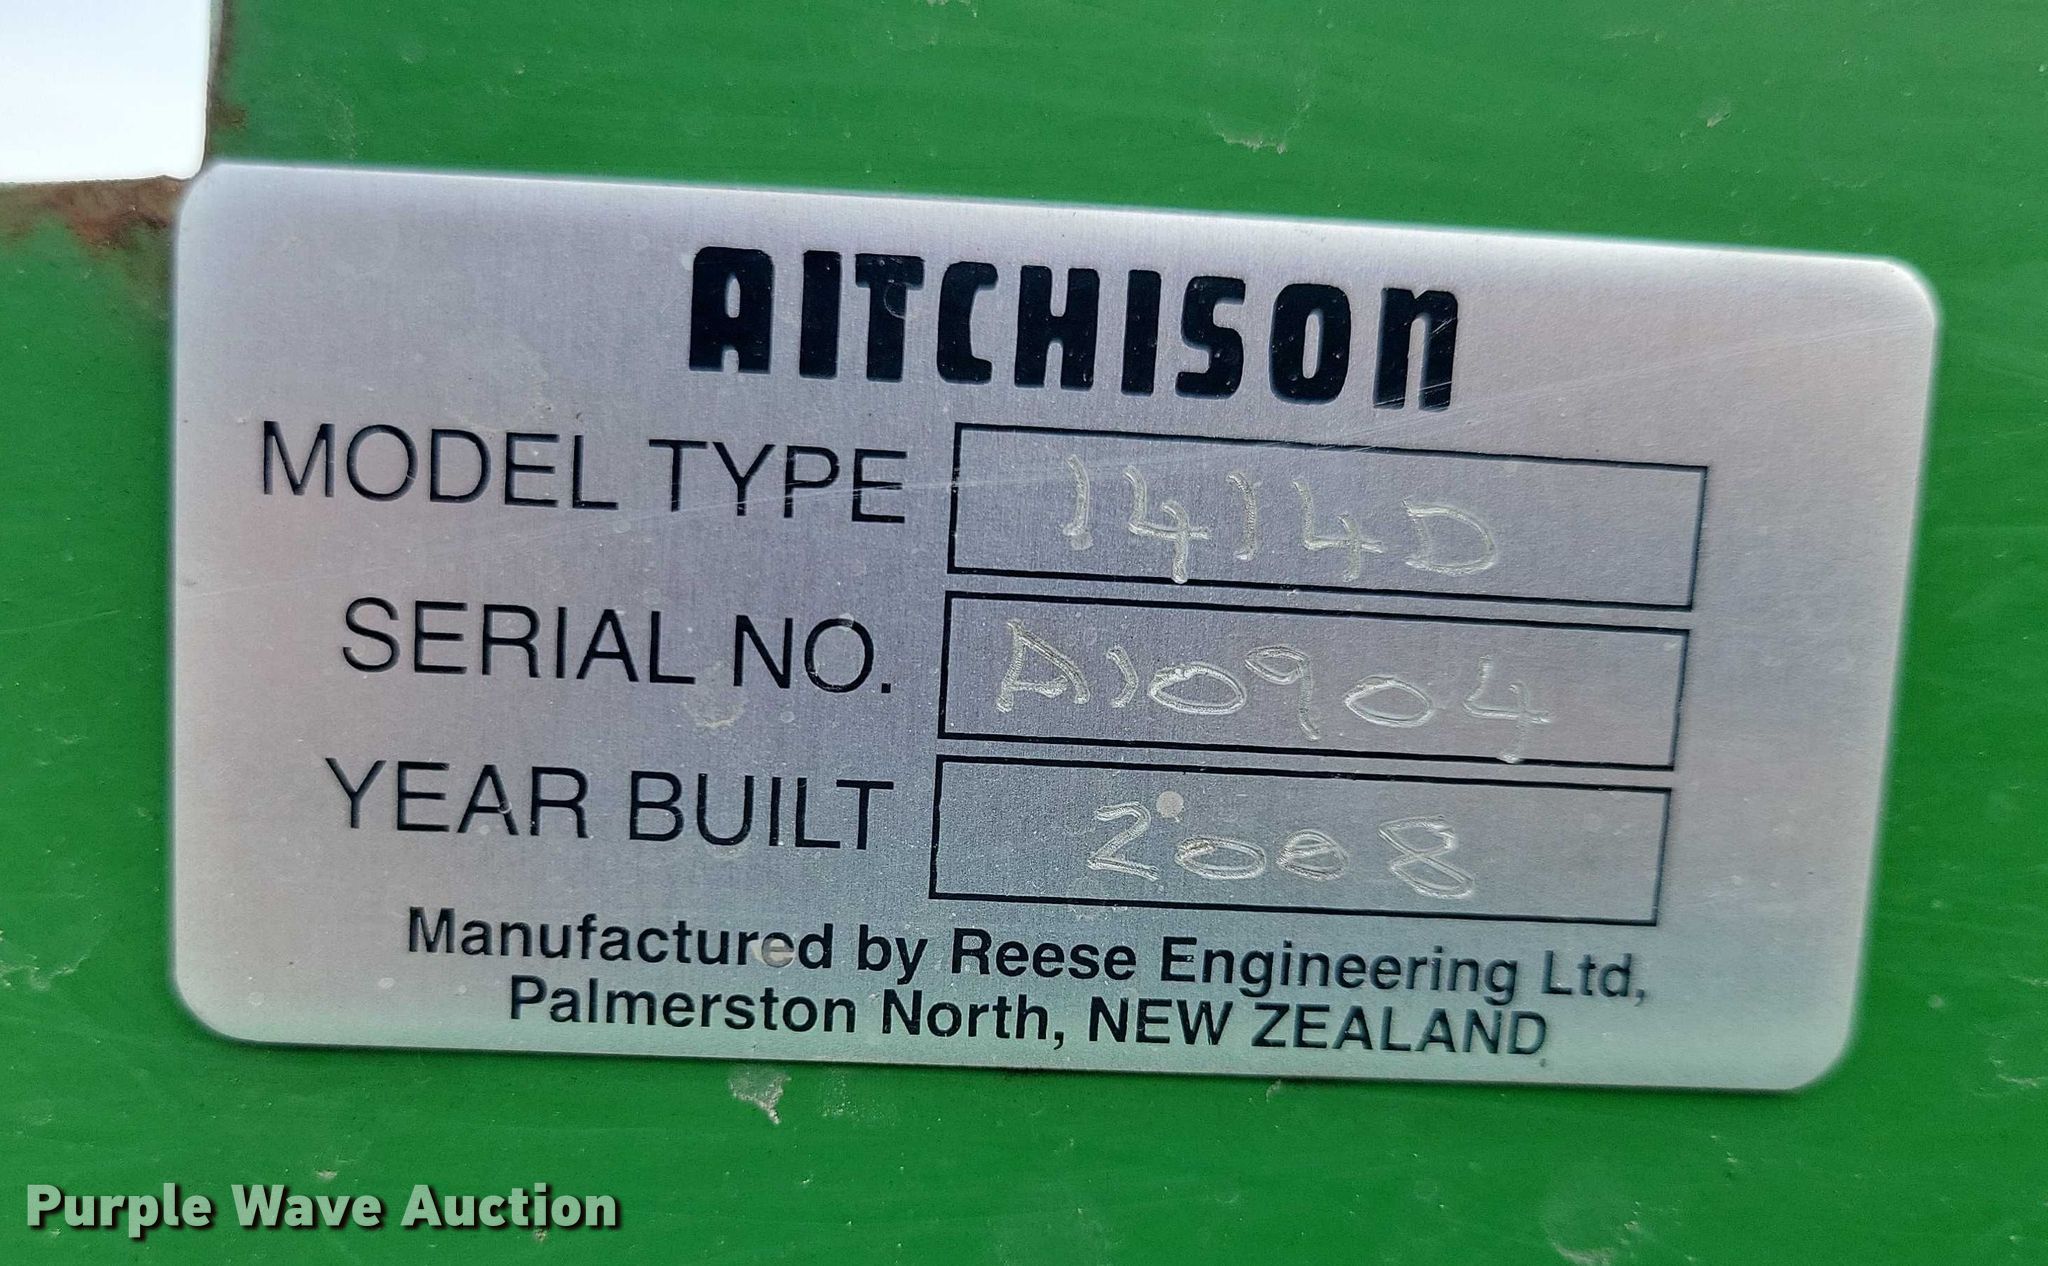 AITCHISON
MODEL TYPE 1414D
SERIAL NO. A10904
YEAR BUILT 2008
Manufactured by Reese Engineering Ltd,
Palmerston North, NEW ZEALAND
Purple Wave Auction